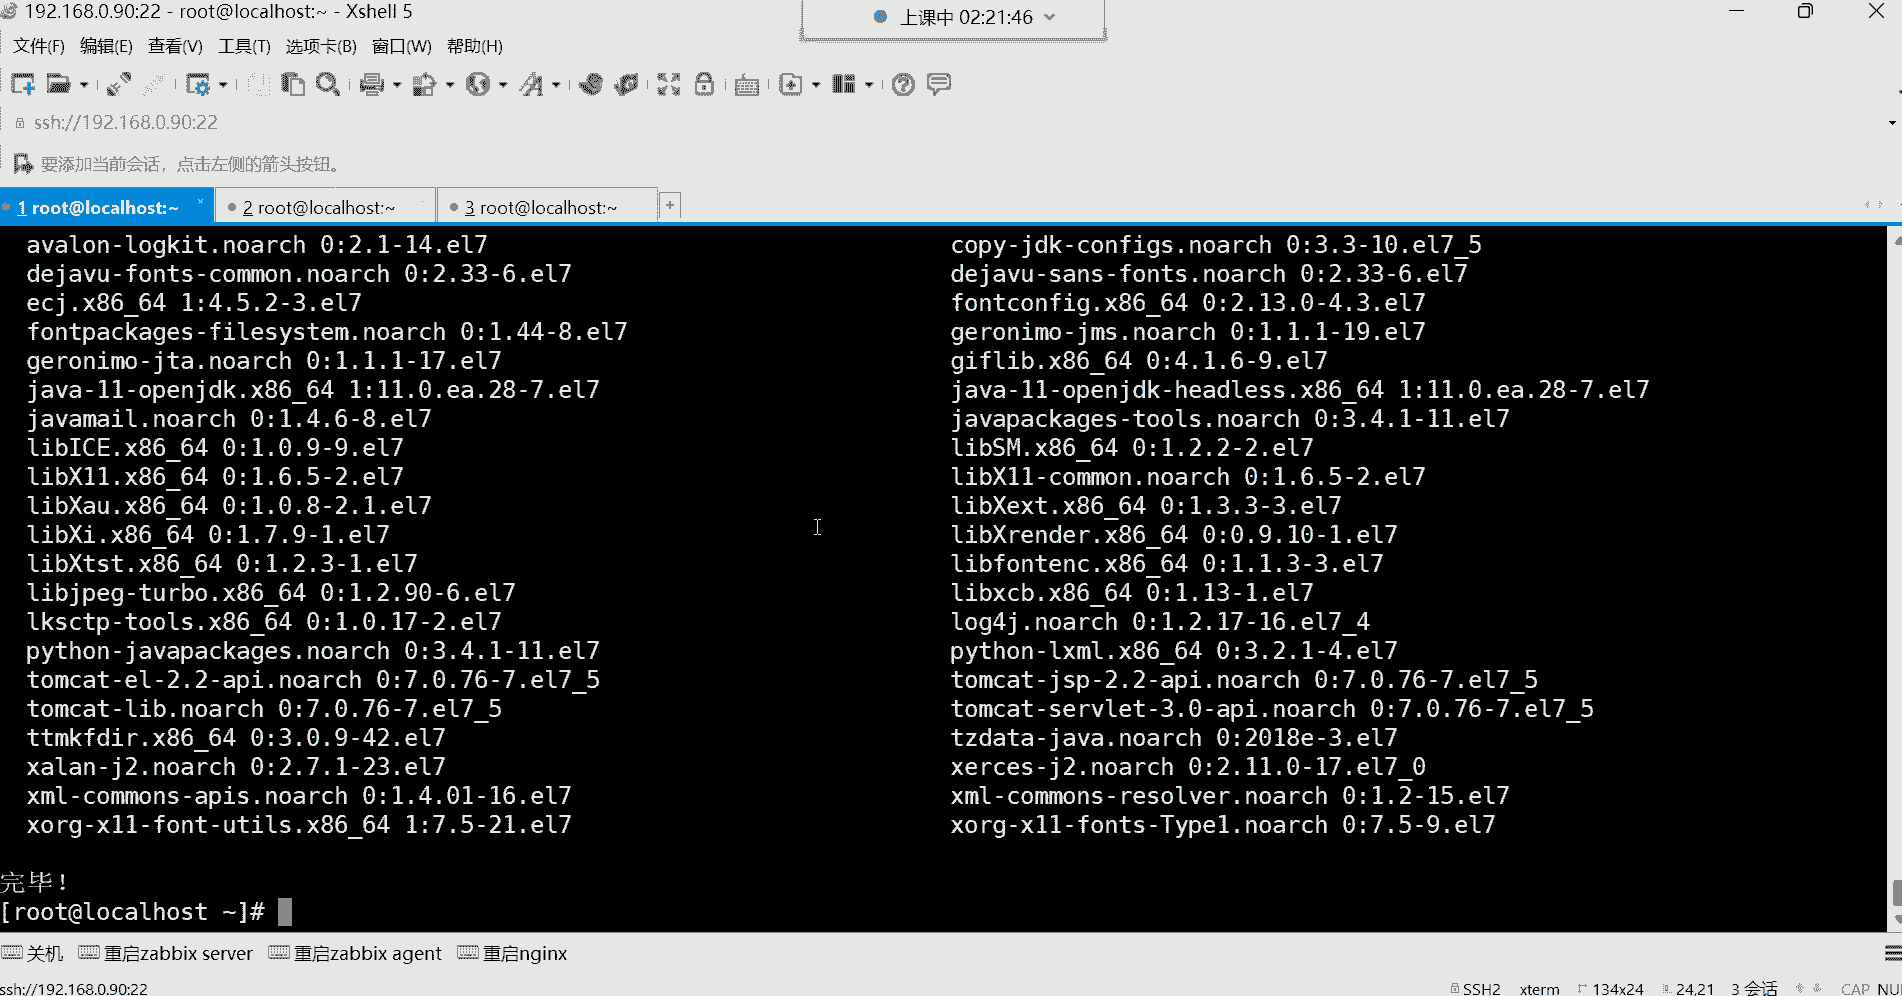 192.168.0.90:22 - root@localhost:~ - Xshell 5
上课中 02:21:46
文件(F) 编辑(E) 查看(V) 工具(T) 选项卡(B) 窗口(W) 帮助(H)
ssh://192.168.0.90:22
要添加当前会话，点击左侧的箭头按钮。
1 root@localhost:~ × 2 root@localhost:~ 3 root@localhost:~ +
avalon-logkit.noarch 0:2.1-14.el7 copy-jdk-configs.noarch 0:3.3-10.el7_5
dejavu-fonts-common.noarch 0:2.33-6.el7 dejavu-sans-fonts.noarch 0:2.33-6.el7
ecj.x86_64 1:4.5.2-3.el7 fontconfig.x86_64 0:2.13.0-4.3.el7
fontpackages-filesystem.noarch 0:1.44-8.el7 geronimo-jms.noarch 0:1.1.1-19.el7
geronimo-jta.noarch 0:1.1.1-17.el7 giflib.x86_64 0:4.1.6-9.el7
java-11-openjdk.x86_64 1:11.0.ea.28-7.el7 java-11-openjdk-headless.x86_64 1:11.0.ea.28-7.el7
javamail.noarch 0:1.4.6-8.el7 javapackages-tools.noarch 0:3.4.1-11.el7
libICE.x86_64 0:1.0.9-9.el7 libSM.x86_64 0:1.2.2-2.el7
libX11.x86_64 0:1.6.5-2.el7 libX11-common.noarch 0:1.6.5-2.el7
libXau.x86_64 0:1.0.8-2.1.el7 libXext.x86_64 0:1.3.3-3.el7
libXi.x86_64 0:1.7.9-1.el7 libXrender.x86_64 0:0.9.10-1.el7
libXtst.x86_64 0:1.2.3-1.el7 libfontenc.x86_64 0:1.1.3-3.el7
libjpeg-turbo.x86_64 0:1.2.90-6.el7 libxcb.x86_64 0:1.13-1.el7
lksctp-tools.x86_64 0:1.0.17-2.el7 log4j.noarch 0:1.2.17-16.el7_4
python-javapackages.noarch 0:3.4.1-11.el7 python-lxml.x86_64 0:3.2.1-4.el7
tomcat-el-2.2-api.noarch 0:7.0.76-7.el7_5 tomcat-jsp-2.2-api.noarch 0:7.0.76-7.el7_5
tomcat-lib.noarch 0:7.0.76-7.el7_5 tomcat-servlet-3.0-api.noarch 0:7.0.76-7.el7_5
ttmkfdir.x86_64 0:3.0.9-42.el7 tzdata-java.noarch 0:2018e-3.el7
xalan-j2.noarch 0:2.7.1-23.el7 xerces-j2.noarch 0:2.11.0-17.el7_0
xml-commons-apis.noarch 0:1.4.01-16.el7 xml-commons-resolver.noarch 0:1.2-15.el7
xorg-x11-font-utils.x86_64 1:7.5-21.el7 xorg-x11-fonts-Type1.noarch 0:7.5-9.el7
完毕！
[root@localhost ~]#
关机 重启zabbix server 重启zabbix agent 重启nginx
ssh://192.168.0.90:22 SSH2 xterm 134x24 24,21 3 会话 CAP NU